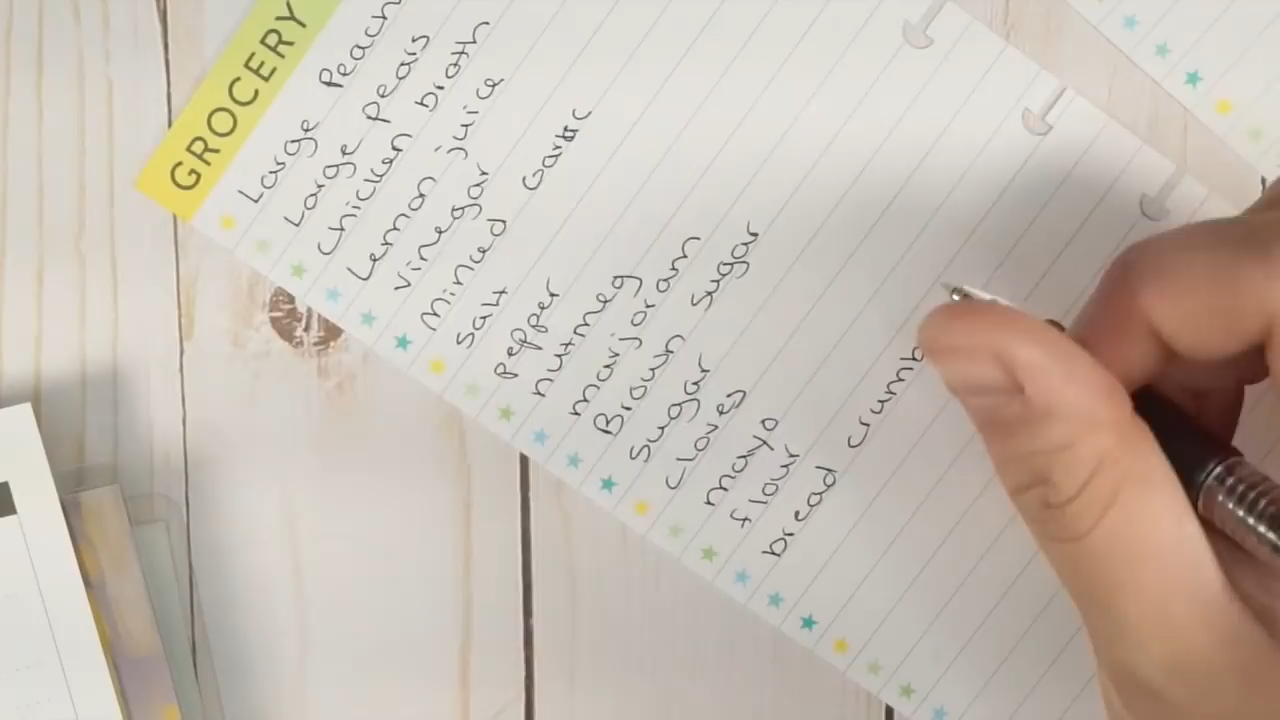 GROCERY
Large Peach
Large pears
chicken broth
Lemon juice
vinegar
Minced Garlic
salt
pepper
nutmeg
marjoram
Brown sugar
sugar
cloves
mayo
flour
bread crumb